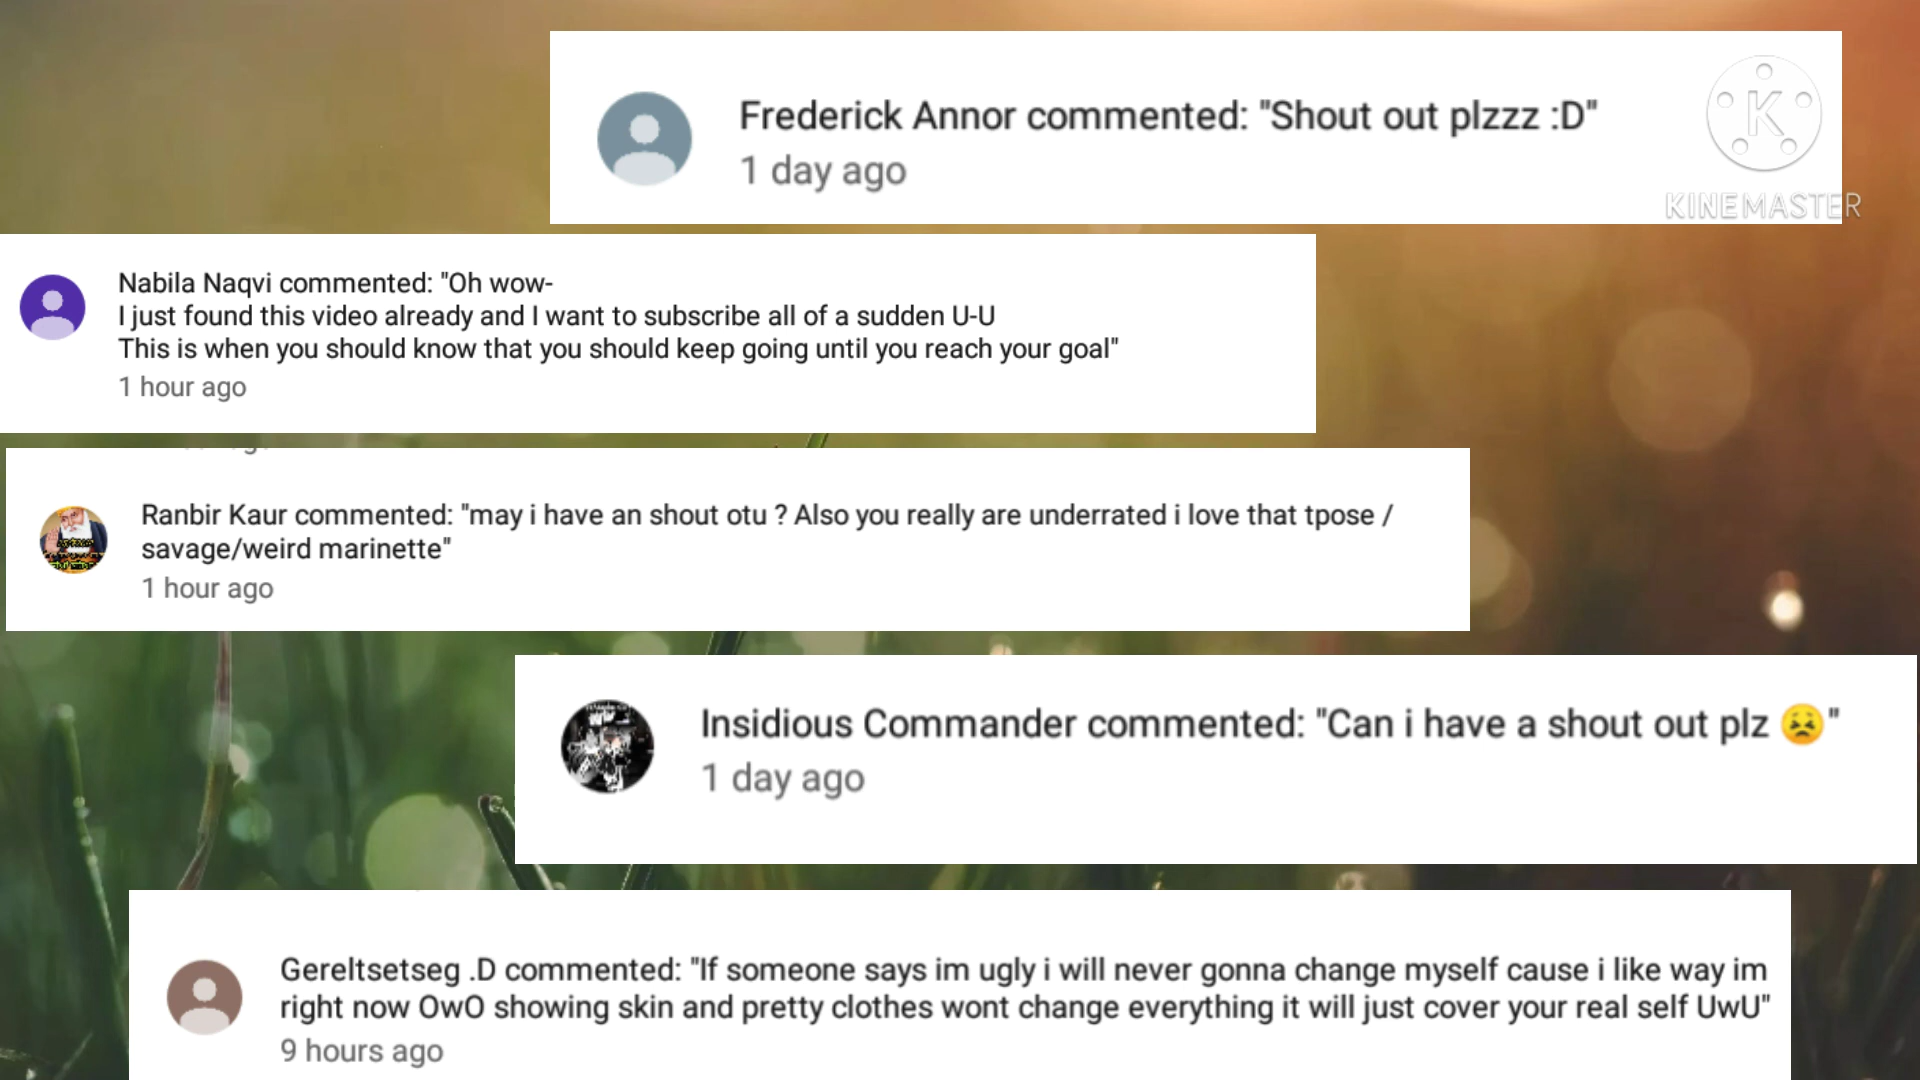 Frederick Annor commented: "Shout out plzzz :D"
1 day ago
K
KINEMASTER
Nabila Naqvi commented: "Oh wow-
I just found this video already and I want to subscribe all of a sudden U-U
This is when you should know that you should keep going until you reach your goal"
1 hour ago
Ranbir Kaur commented: "may i have an shout otu ? Also you really are underrated i love that tpose /
savage/weird marinette"
1 hour ago
Insidious Commander commented: "Can i have a shout out plz 😣"
1 day ago
Gereltsetseg .D commented: "If someone says im ugly i will never gonna change myself cause i like way im
right now OwO showing skin and pretty clothes wont change everything it will just cover your real self UwU"
9 hours ago